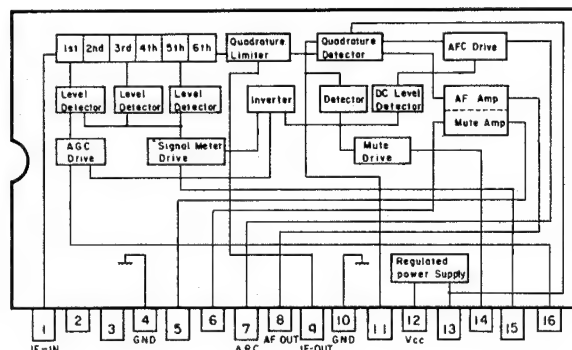 1st 2nd 3rd 4th 5th 6th
Quadrature
Limiter
Quadrature
Detector
AFC Drive
Level
Detector
Level
Detector
Level
Detector
Inverter
Detector
DC Level
Detector
AF Amp
Mute Amp
AGC
Drive
Signal Meter
Drive
Mute
Drive
Regulated
power Supply
1 2 3 4 5 6 7 8 9 10 11 12 13 14 15 16
GND
AF OUT
GND
Vcc
IF-IN
IF-OUT